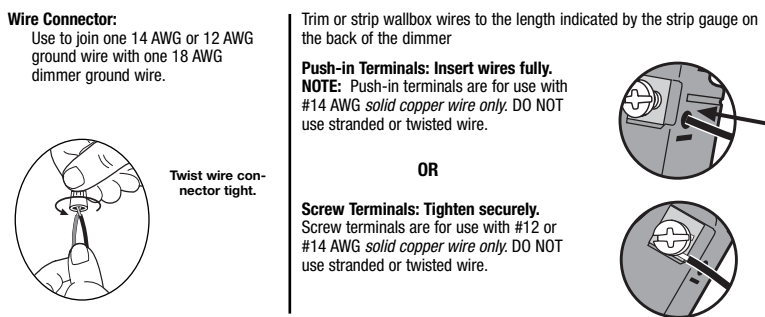 Wire Connector:
Use to join one 14 AWG or 12 AWG
ground wire with one 18 AWG
dimmer ground wire.
Twist wire con-
nector tight.
Trim or strip wallbox wires to the length indicated by the strip gauge on
the back of the dimmer
Push-in Terminals: Insert wires fully.
NOTE: Push-in terminals are for use with
#14 AWG solid copper wire only. DO NOT
use stranded or twisted wire.
OR
Screw Terminals: Tighten securely.
Screw terminals are for use with #12 or
#14 AWG solid copper wire only. DO NOT
use stranded or twisted wire.